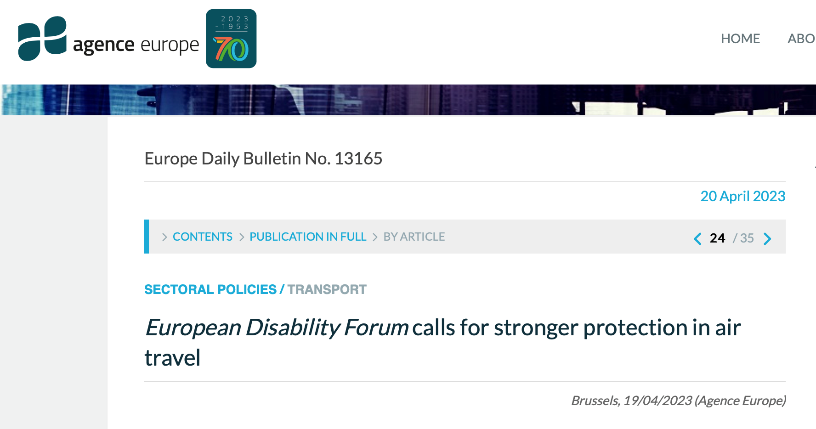 agence europe
2023
-1953
70
HOME
ABO
Europe Daily Bulletin No. 13165
20 April 2023
> CONTENTS > PUBLICATION IN FULL > BY ARTICLE
24 / 35
SECTORAL POLICIES / TRANSPORT
European Disability Forum calls for stronger protection in air
travel
Brussels, 19/04/2023 (Agence Europe)